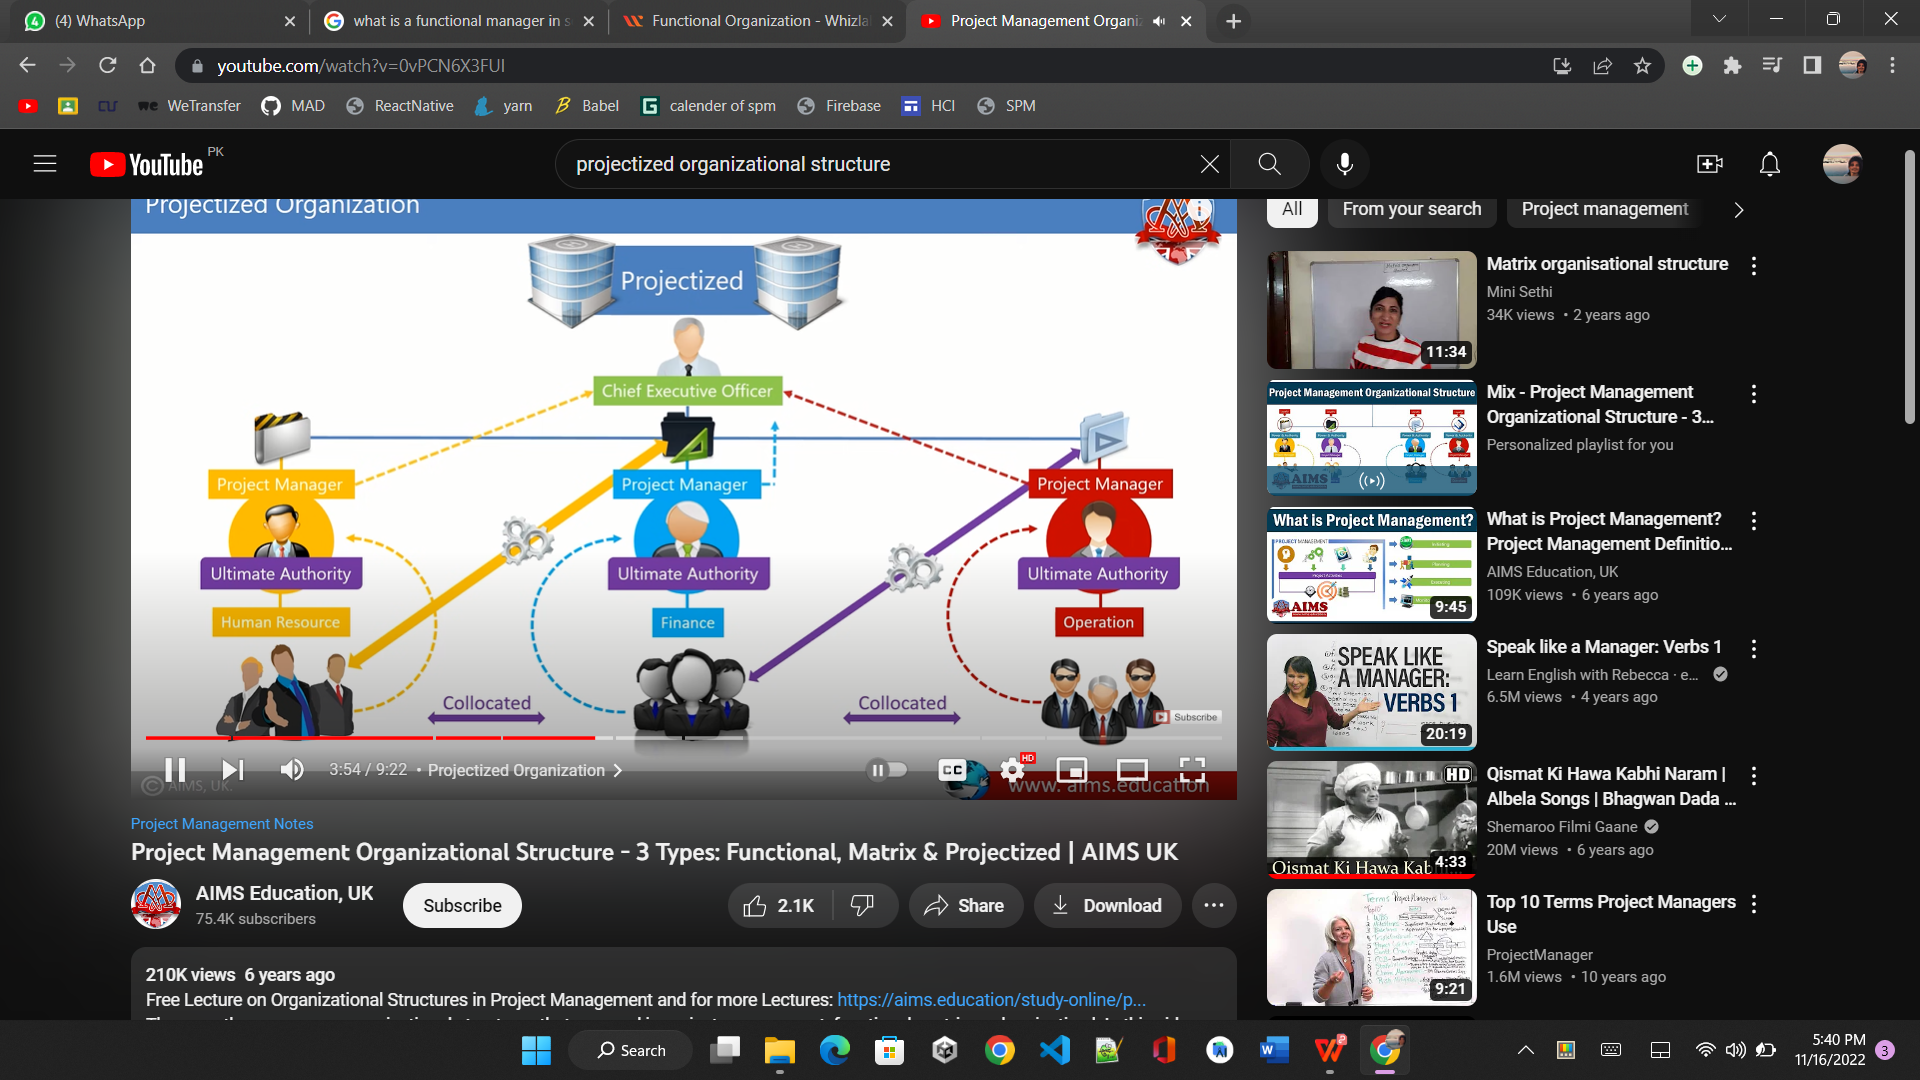 (4) WhatsApp
what is a functional manager in s
Functional Organization - Whizla
Project Management Organiz
youtube.com/watch?v=0vPCN6X3FUI
WeTransfer
MAD
ReactNative
yarn
Babel
calender of spm
Firebase
HCI
SPM
YouTube PK
projectized organizational structure
Projectized Organization
Projectized
Chief Executive Officer
Project Manager
Project Manager
Project Manager
Ultimate Authority
Ultimate Authority
Ultimate Authority
Human Resource
Finance
Operation
Collocated
Collocated
Subscribe
3:54 / 9:22 • Projectized Organization
CC
HD
© AIMS, UK.
www. aims.education
Project Management Notes
Project Management Organizational Structure - 3 Types: Functional, Matrix & Projectized | AIMS UK
AIMS Education, UK
75.4K subscribers
Subscribe
2.1K
Share
Download
210K views 6 years ago
Free Lecture on Organizational Structures in Project Management and for more Lectures: https://aims.education/study-online/p...
All
From your search
Project management
11:34
Matrix organisational structure
Mini Sethi
34K views • 2 years ago
Project Management Organizational Structure
AIMS
Mix - Project Management
Organizational Structure - 3...
Personalized playlist for you
What is Project Management?
AIMS
9:45
What is Project Management?
Project Management Definitio...
AIMS Education, UK
109K views • 6 years ago
SPEAK LIKE
A MANAGER:
VERBS 1
20:19
Speak like a Manager: Verbs 1
Learn English with Rebecca · e...
6.5M views • 4 years ago
HD
Qismat Ki Hawa Kab
4:33
Qismat Ki Hawa Kabhi Naram |
Albela Songs | Bhagwan Dada ...
Shemaroo Filmi Gaane
20M views • 6 years ago
9:21
Top 10 Terms Project Managers
Use
ProjectManager
1.6M views • 10 years ago
Search
5:40 PM
11/16/2022
3